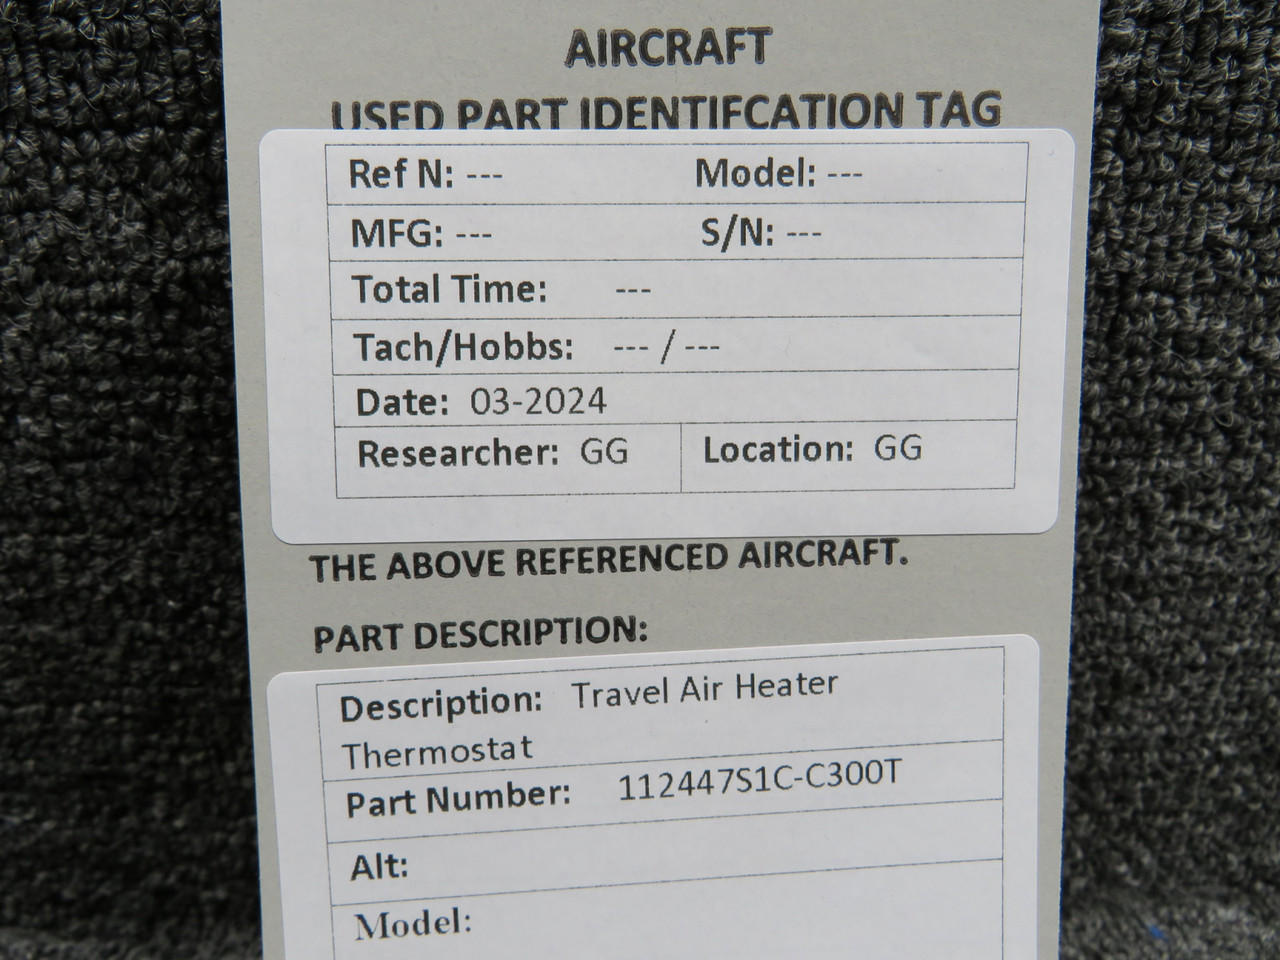 AIRCRAFT
USED PART IDENTIFCATION TAG
Ref N: --- Model: ---
MFG: --- S/N: ---
Total Time: ---
Tach/Hobbs: --- / ---
Date: 03-2024
Researcher: GG Location: GG
THE ABOVE REFERENCED AIRCRAFT.
PART DESCRIPTION:
Description: Travel Air Heater
Thermostat
Part Number: 112447S1C-C300T
Alt:
Model: